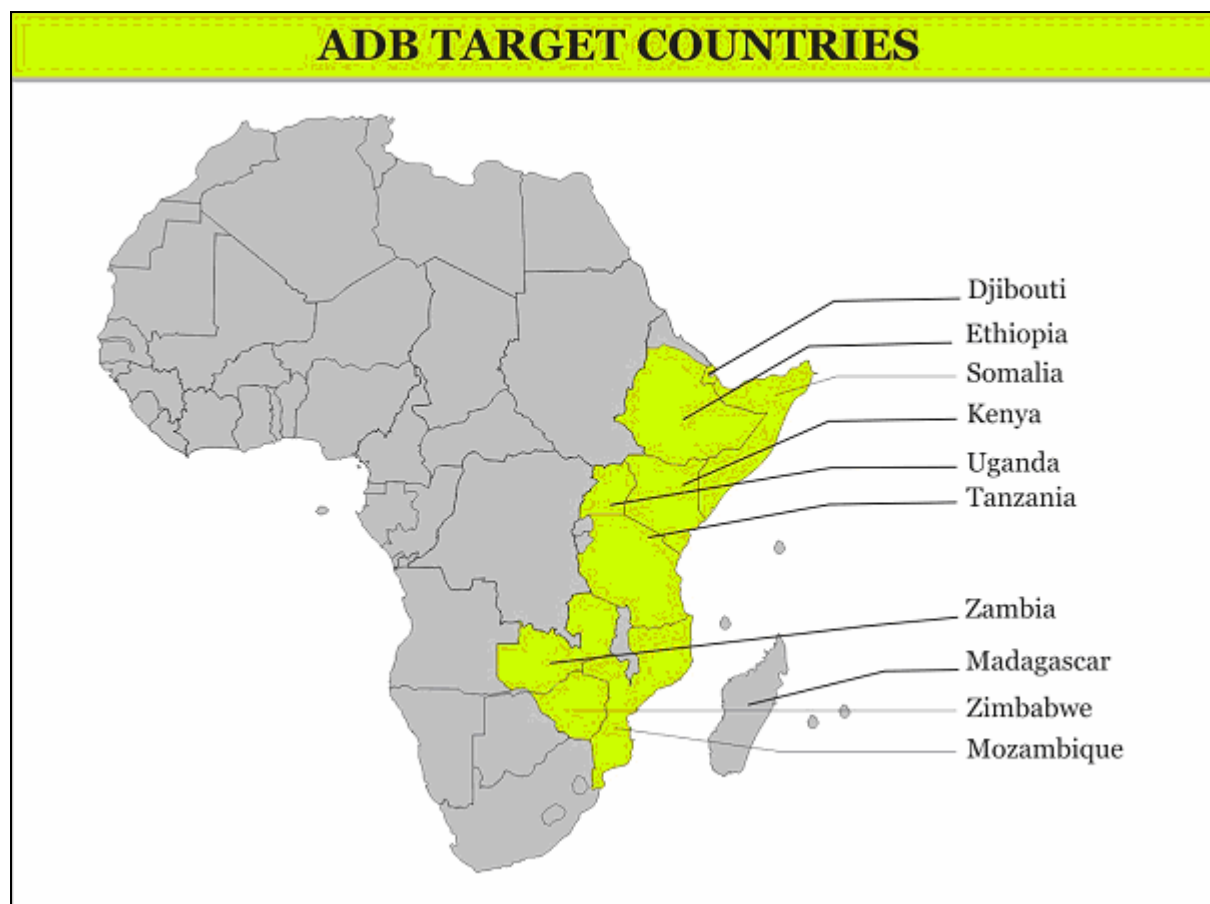 ADB TARGET COUNTRIES
Djibouti
Ethiopia
Somalia
Kenya
Uganda
Tanzania
Zambia
Madagascar
Zimbabwe
Mozambique